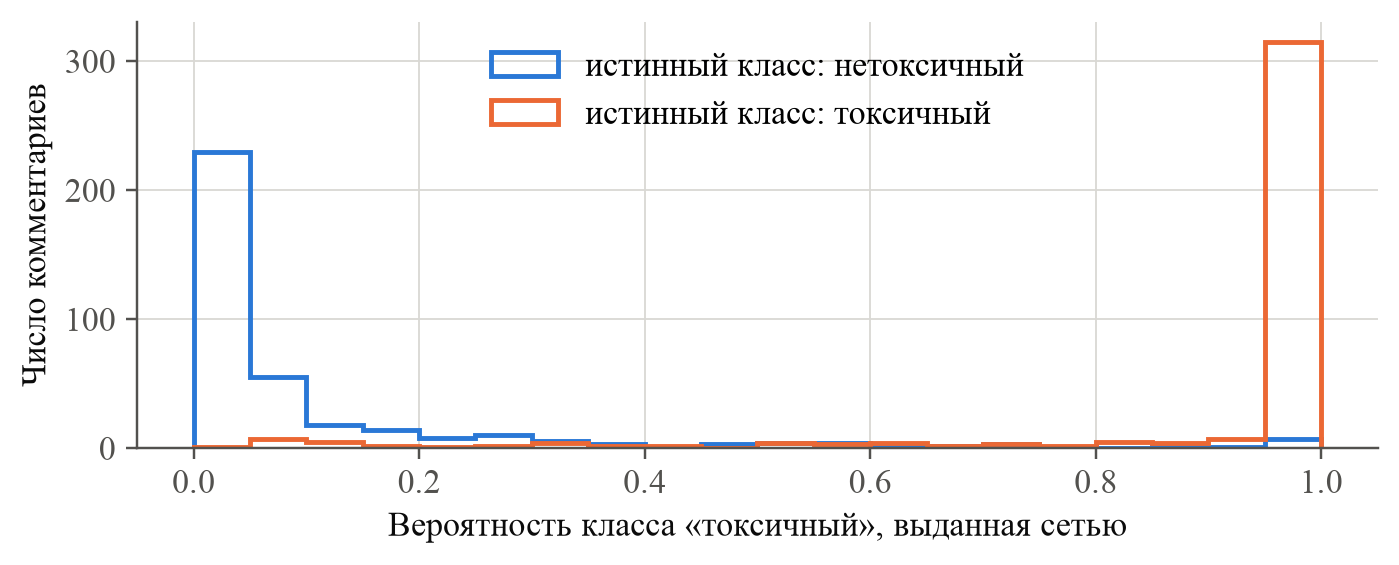 300
200
100
0
Число комментариев
истинный класс: нетоксичный
истинный класс: токсичный
0.0 0.2 0.4 0.6 0.8 1.0
Вероятность класса «токсичный», выданная сетью